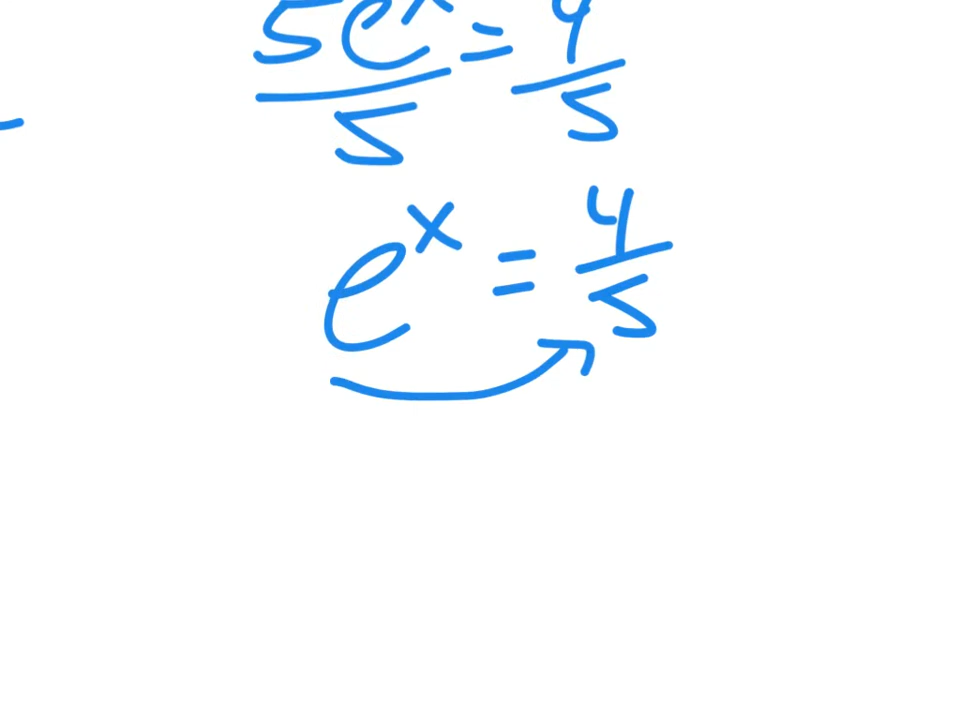 5e^x/5 = 4/5
e^x = 4/5